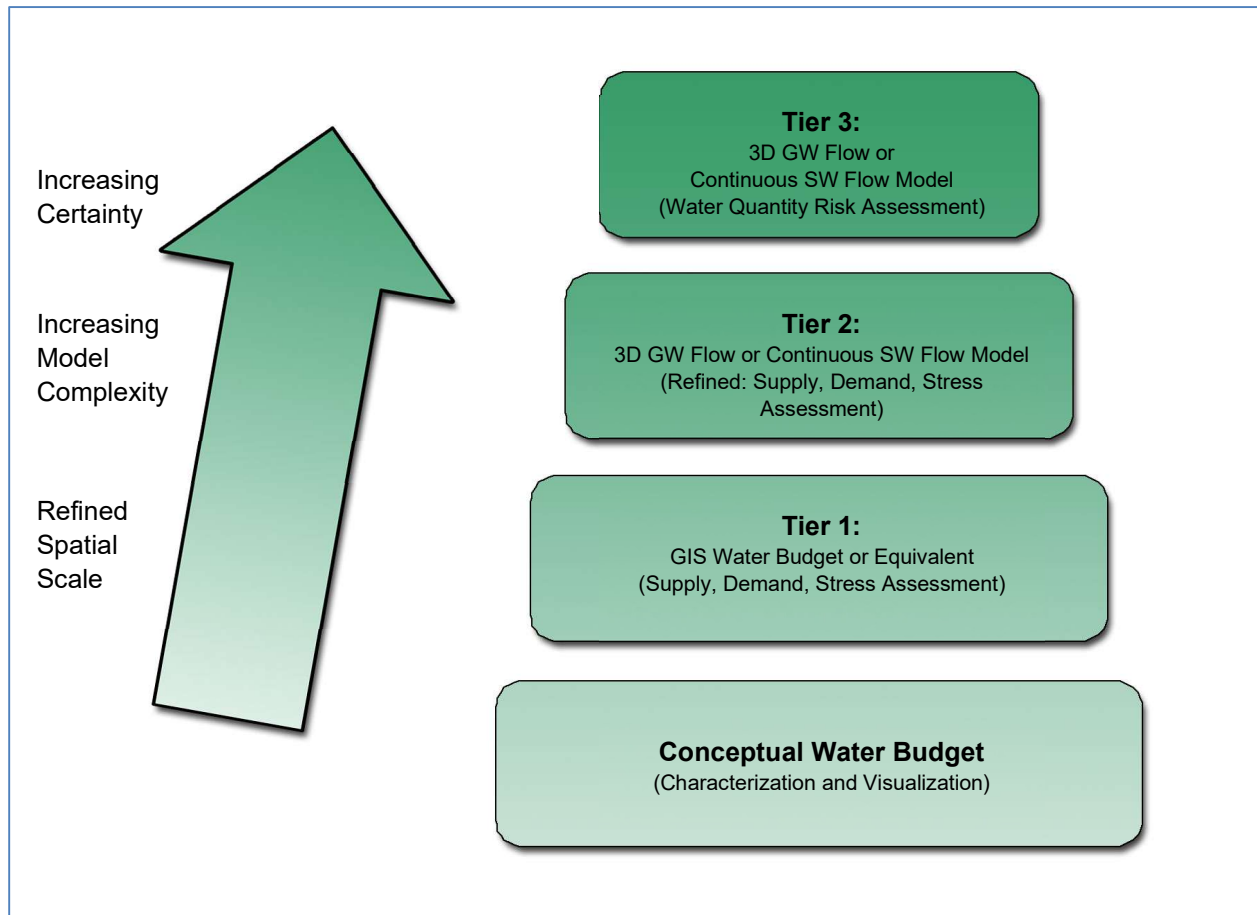 Increasing
Certainty
Increasing
Model
Complexity
Refined
Spatial
Scale
Tier 3:
3D GW Flow or
Continuous SW Flow Model
(Water Quantity Risk Assessment)
Tier 2:
3D GW Flow or Continuous SW Flow Model
(Refined: Supply, Demand, Stress
Assessment)
Tier 1:
GIS Water Budget or Equivalent
(Supply, Demand, Stress Assessment)
Conceptual Water Budget
(Characterization and Visualization)